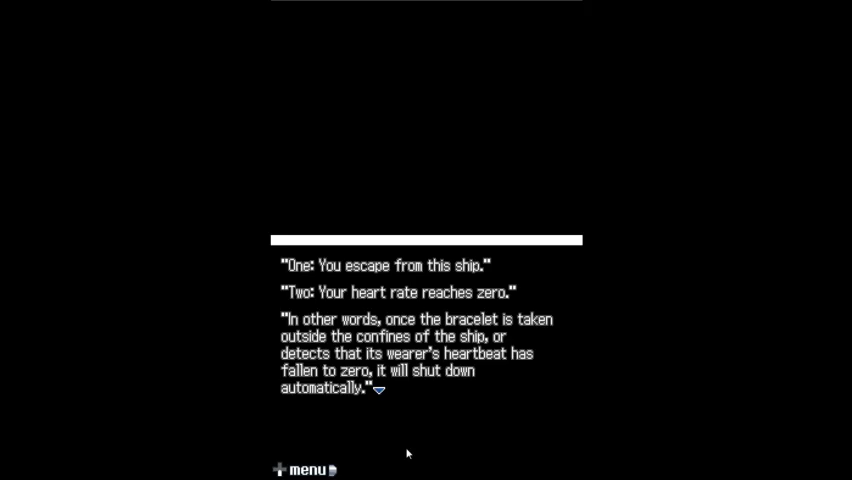 "One: You escape from this ship."
"Two: Your heart rate reaches zero."
"In other words, once the bracelet is taken
outside the confines of the ship, or
detects that its wearer's heartbeat has
fallen to zero, it will shut down
automatically."
menu